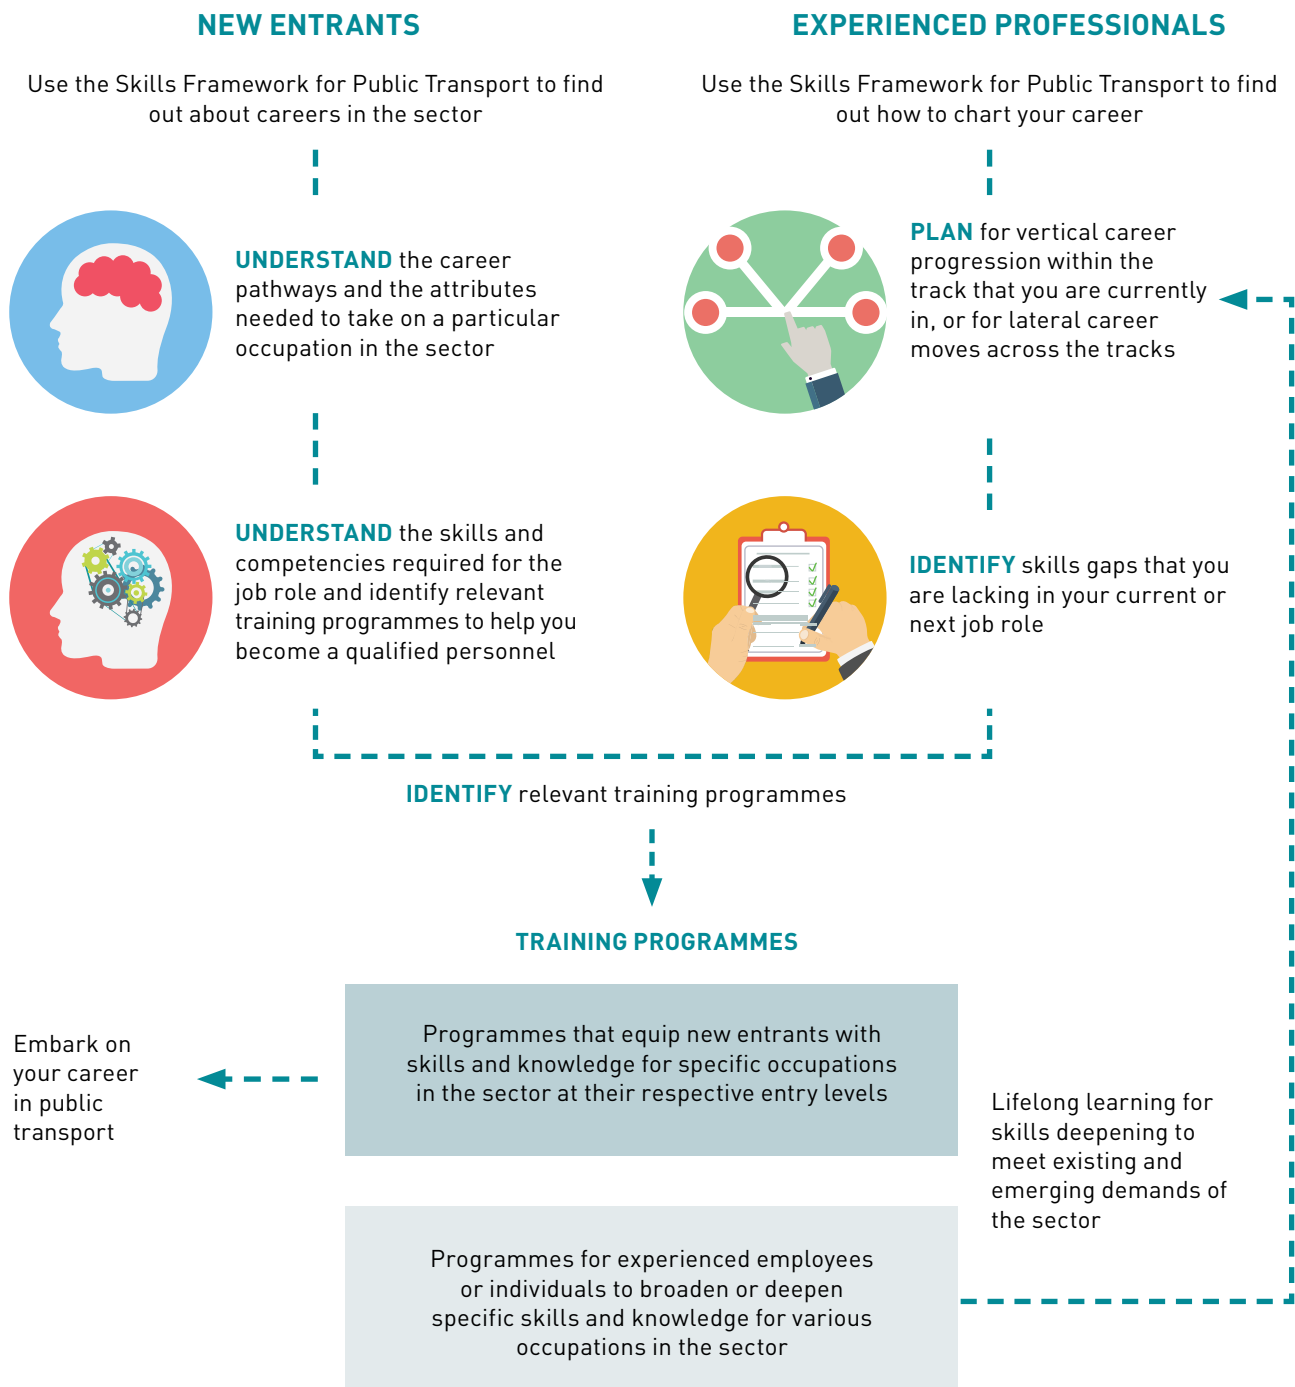 NEW ENTRANTS
Use the Skills Framework for Public Transport to find
out about careers in the sector
UNDERSTAND the career
pathways and the attributes
needed to take on a particular
occupation in the sector
UNDERSTAND the skills and
competencies required for the
job role and identify relevant
training programmes to help you
become a qualified personnel
EXPERIENCED PROFESSIONALS
Use the Skills Framework for Public Transport to find
out how to chart your career
PLAN for vertical career
progression within the
track that you are currently
in, or for lateral career
moves across the tracks
IDENTIFY skills gaps that you
are lacking in your current or
next job role
IDENTIFY relevant training programmes
TRAINING PROGRAMMES
Programmes that equip new entrants with
skills and knowledge for specific occupations
in the sector at their respective entry levels
Embark on
your career
in public
transport
Programmes for experienced employees
or individuals to broaden or deepen
specific skills and knowledge for various
occupations in the sector
Lifelong learning for
skills deepening to
meet existing and
emerging demands of
the sector